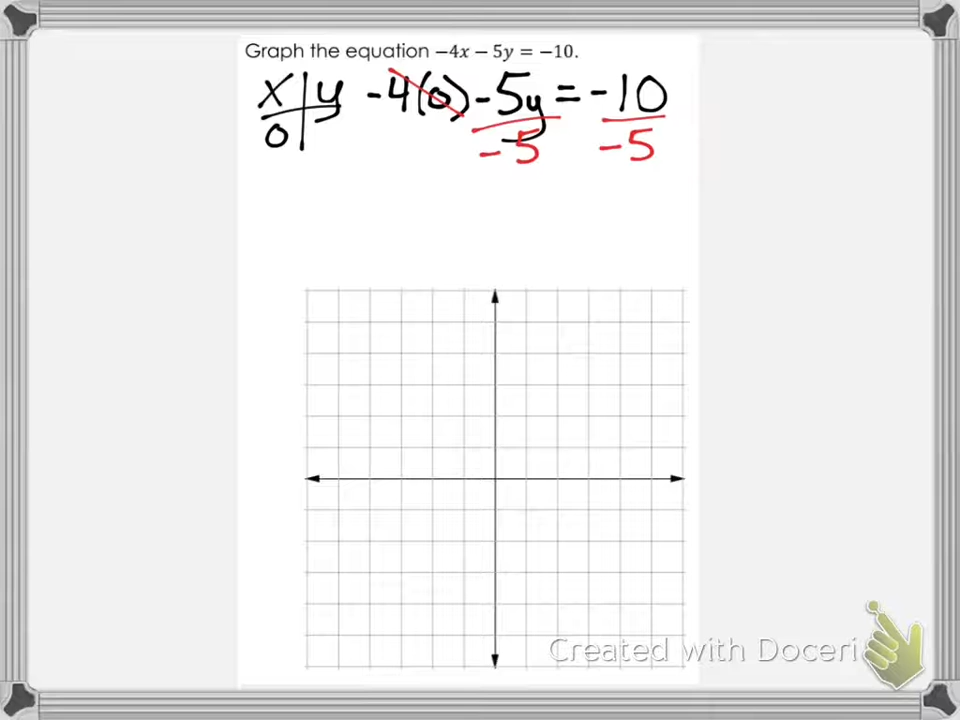 Graph the equation −4x − 5y = −10.
x | y -4(0) - 5y = -10
0 | -5 -5
Created with Doceri